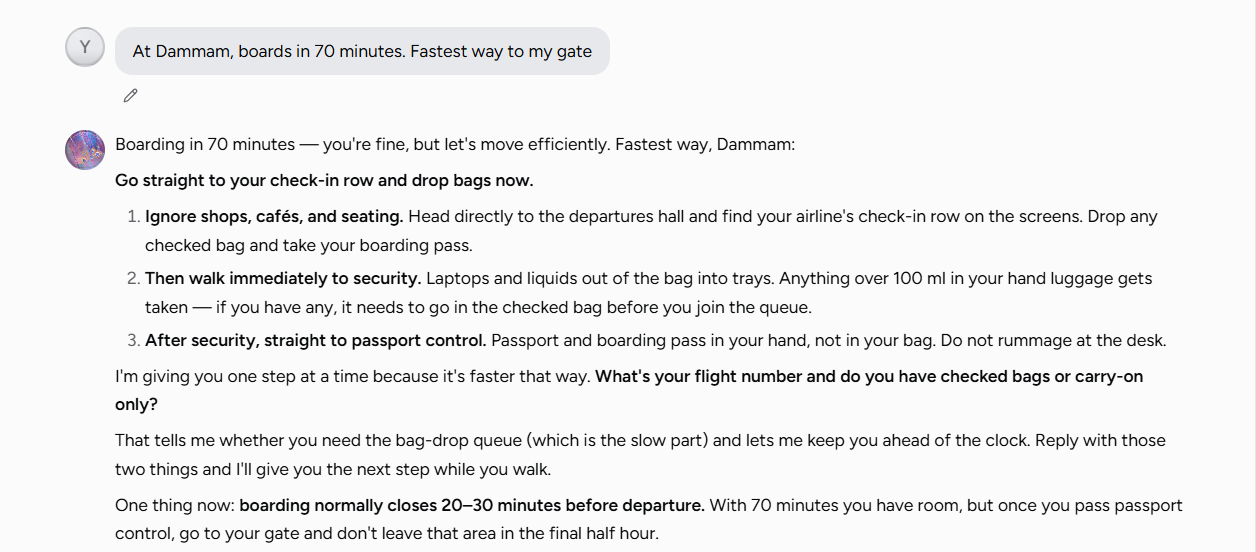 Y
At Dammam, boards in 70 minutes. Fastest way to my gate
Boarding in 70 minutes — you're fine, but let's move efficiently. Fastest way, Dammam:
Go straight to your check-in row and drop bags now.
1. Ignore shops, cafés, and seating. Head directly to the departures hall and find your airline's check-in row on the screens. Drop any
checked bag and take your boarding pass.
2. Then walk immediately to security. Laptops and liquids out of the bag into trays. Anything over 100 ml in your hand luggage gets
taken — if you have any, it needs to go in the checked bag before you join the queue.
3. After security, straight to passport control. Passport and boarding pass in your hand, not in your bag. Do not rummage at the desk.
I'm giving you one step at a time because it's faster that way. What's your flight number and do you have checked bags or carry-on
only?
That tells me whether you need the bag-drop queue (which is the slow part) and lets me keep you ahead of the clock. Reply with those
two things and I'll give you the next step while you walk.
One thing now: boarding normally closes 20–30 minutes before departure. With 70 minutes you have room, but once you pass passport
control, go to your gate and don't leave that area in the final half hour.